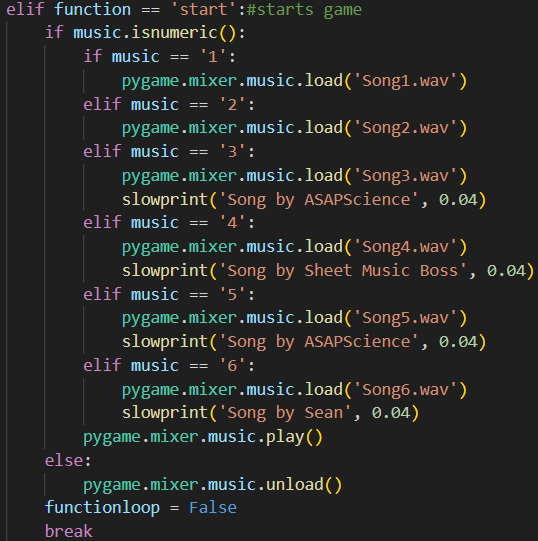 elif function == 'start':#starts game
    if music.isnumeric():
        if music == '1':
            pygame.mixer.music.load('Song1.wav')
        elif music == '2':
            pygame.mixer.music.load('Song2.wav')
        elif music == '3':
            pygame.mixer.music.load('Song3.wav')
            slowprint('Song by ASAPScience', 0.04)
        elif music == '4':
            pygame.mixer.music.load('Song4.wav')
            slowprint('Song by Sheet Music Boss', 0.04)
        elif music == '5':
            pygame.mixer.music.load('Song5.wav')
            slowprint('Song by ASAPScience', 0.04)
        elif music == '6':
            pygame.mixer.music.load('Song6.wav')
            slowprint('Song by Sean', 0.04)
        pygame.mixer.music.play()
    else:
        pygame.mixer.music.unload()
    functionloop = False
    break